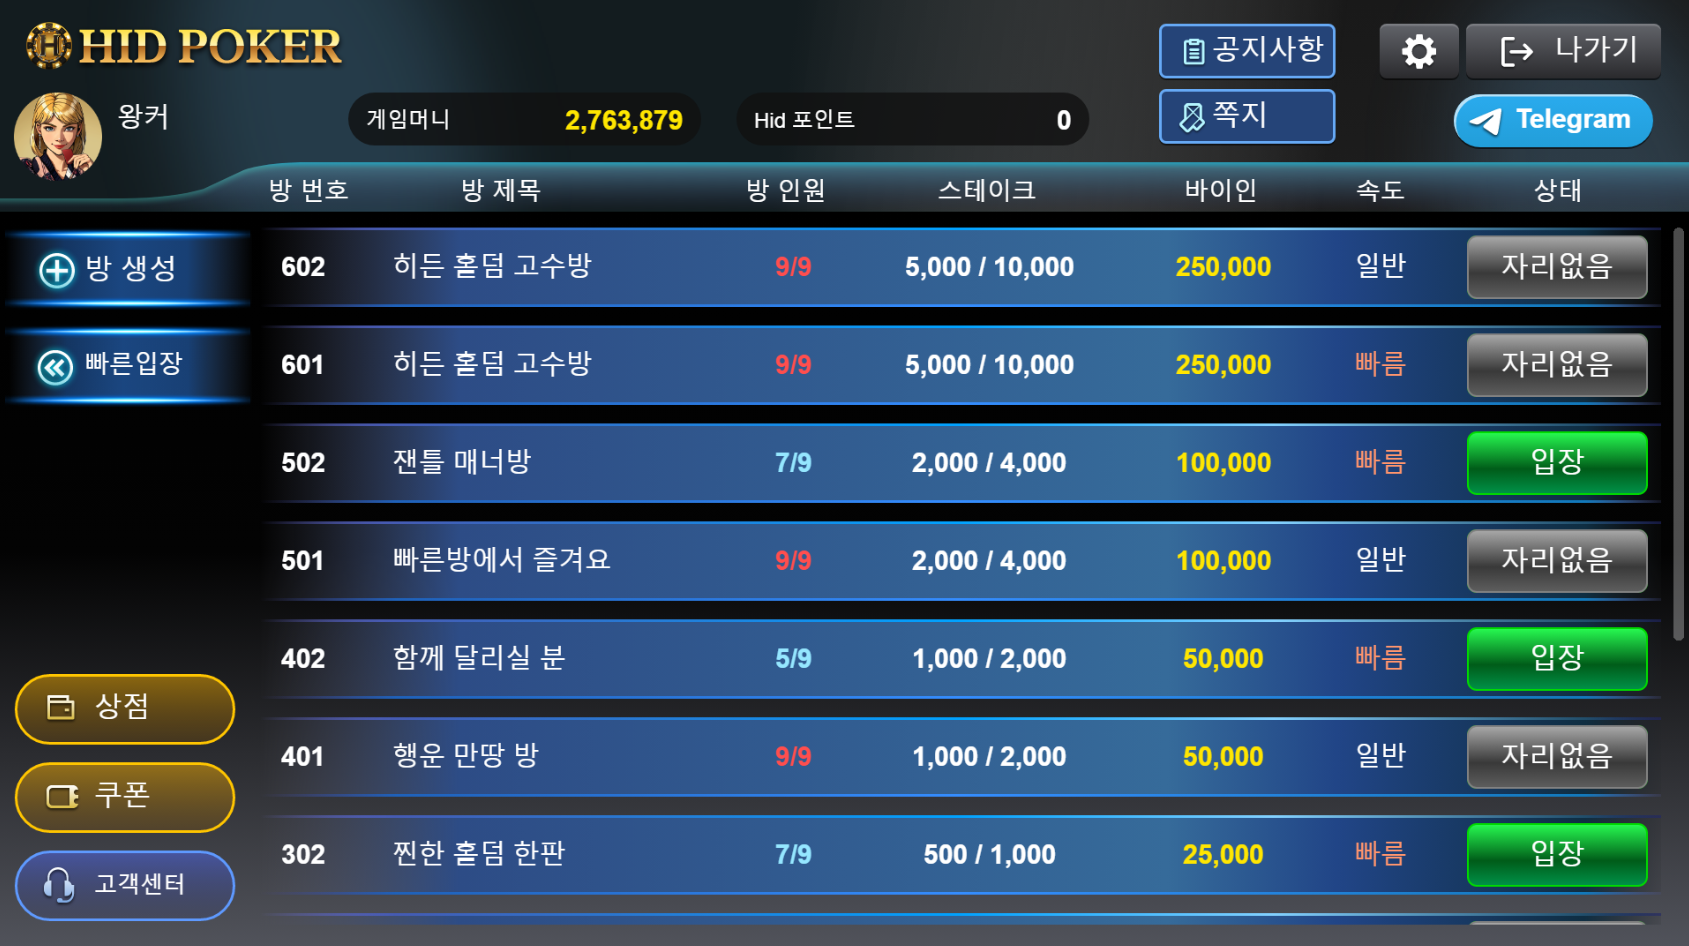 HID POKER
공지사항
나가기
왕커
게임머니 2,763,879
Hid 포인트 0
쪽지
Telegram
방 번호 방 제목 방 인원 스테이크 바이인 속도 상태
방 생성
빠른입장
602 히든 홀덤 고수방 9/9 5,000 / 10,000 250,000 일반 자리없음
601 히든 홀덤 고수방 9/9 5,000 / 10,000 250,000 빠름 자리없음
502 잰틀 매너방 7/9 2,000 / 4,000 100,000 빠름 입장
501 빠른방에서 즐겨요 9/9 2,000 / 4,000 100,000 일반 자리없음
402 함께 달리실 분 5/9 1,000 / 2,000 50,000 빠름 입장
401 행운 만땅 방 9/9 1,000 / 2,000 50,000 일반 자리없음
302 찐한 홀덤 한판 7/9 500 / 1,000 25,000 빠름 입장
상점
쿠폰
고객센터